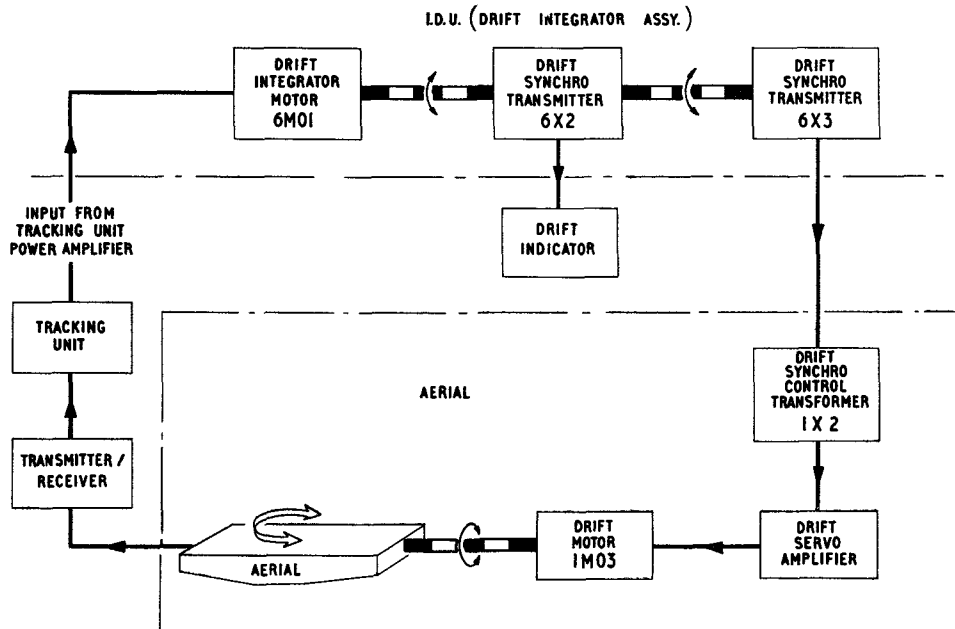 I.D.U. (DRIFT INTEGRATOR ASSY.)
DRIFT
INTEGRATOR
MOTOR
6M01
DRIFT
SYNCHRO
TRANSMITTER
6X2
DRIFT
SYNCHRO
TRANSMITTER
6X3
INPUT FROM
TRACKING UNIT
POWER AMPLIFIER
DRIFT
INDICATOR
TRACKING
UNIT
AERIAL
DRIFT
SYNCHRO
CONTROL
TRANSFORMER
1X2
TRANSMITTER/
RECEIVER
AERIAL
DRIFT
MOTOR
1M03
DRIFT
SERVO
AMPLIFIER